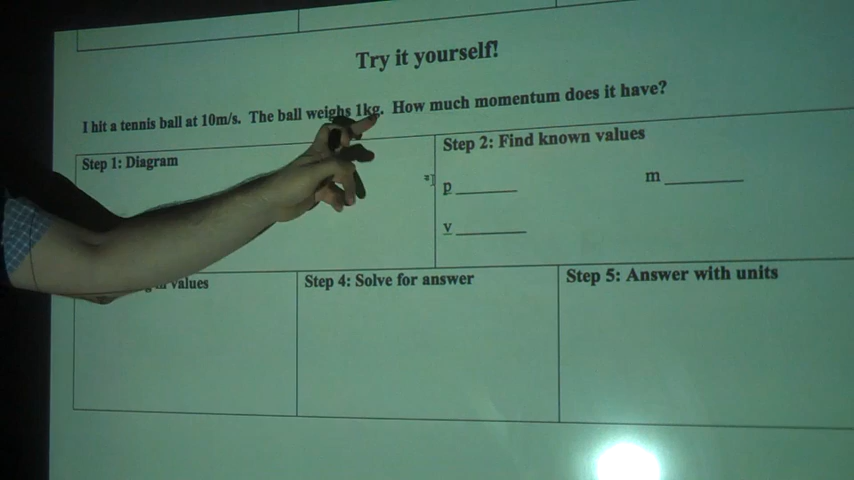 Try it yourself!
I hit a tennis ball at 10m/s. The ball weighs 1kg. How much momentum does it have?
Step 1: Diagram
Step 2: Find known values
p ______ m ________
v ________
values
Step 4: Solve for answer
Step 5: Answer with units